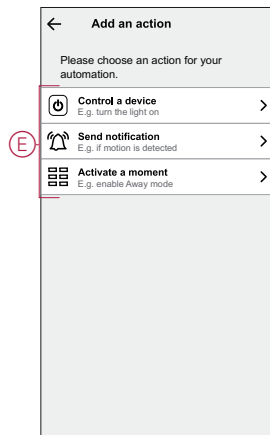 Add an action
Please choose an action for your
automation.
Control a device
E.g. turn the light on
E
Send notification
E.g. if motion is detected
Activate a moment
E.g. enable Away mode